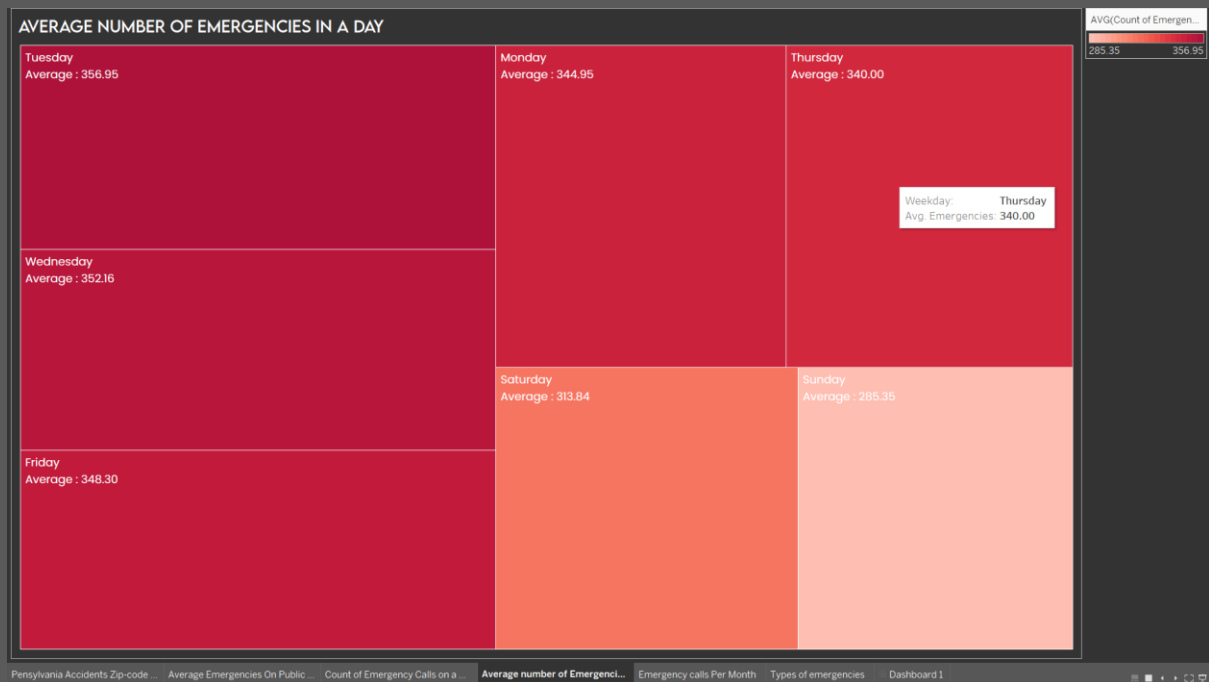 AVERAGE NUMBER OF EMERGENCIES IN A DAY
AVG(Count of Emergen...
285.35 356.95
Tuesday
Average : 356.95
Monday
Average : 344.95
Thursday
Average : 340.00
Weekday: Thursday
Avg. Emergencies: 340.00
Wednesday
Average : 352.16
Saturday
Average : 313.84
Sunday
Average : 285.35
Friday
Average : 348.30
Pensylvania Accidents Zip-code ... Average Emergencies On Public ... Count of Emergency Calls on a ... Average number of Emergenci... Emergency calls Per Month Types of emergencies Dashboard 1